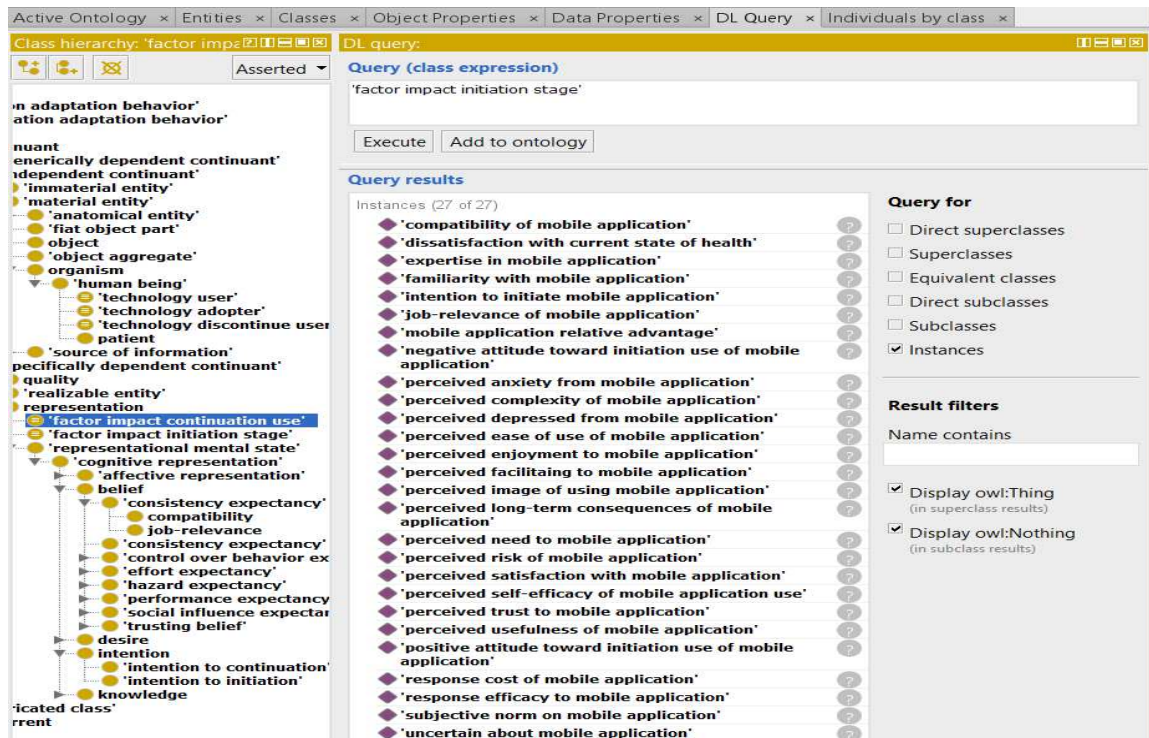 Active Ontology × Entities × Classes × Object Properties × Data Properties × DL Query × Individuals by class ×
Class hierarchy: 'factor impa
Asserted
n adaptation behavior'
ation adaptation behavior'
nuant
enerically dependent continuant'
ndependent continuant'
'immaterial entity'
'material entity'
'anatomical entity'
'fiat object part'
object
'object aggregate'
organism
'human being'
'technology user'
'technology adopter'
'technology discontinue user
patient
'source of information'
pecifically dependent continuant'
quality
'realizable entity'
representation
'factor impact continuation use'
'factor impact initiation stage'
'representational mental state'
'cognitive representation'
'affective representation'
belief
'consistency expectancy'
compatibility
job-relevance
'consistency expectancy'
'control over behavior ex
'effort expectancy'
'hazard expectancy'
'performance expectancy
'social influence expectar
'trusting belief'
desire
intention
'intention to continuation'
'intention to initiation'
knowledge
ricated class'
rrent
DL query:
Query (class expression)
'factor impact initiation stage'
Execute
Add to ontology
Query results
Instances (27 of 27)
'compatibility of mobile application'
'dissatisfaction with current state of health'
'expertise in mobile application'
'familiarity with mobile application'
'intention to initiate mobile application'
'job-relevance of mobile application'
'mobile application relative advantage'
'negative attitude toward initiation use of mobile
application'
'perceived anxiety from mobile application'
'perceived complexity of mobile application'
'perceived depressed from mobile application'
'perceived ease of use of mobile application'
'perceived enjoyment to mobile application'
'perceived facilitaing to mobile application'
'perceived image of using mobile application'
'perceived long-term consequences of mobile
application'
'perceived need to mobile application'
'perceived risk of mobile application'
'perceived satisfaction with mobile application'
'perceived self-efficacy of mobile application use'
'perceived trust to mobile application'
'perceived usefulness of mobile application'
'positive attitude toward initiation use of mobile
application'
'response cost of mobile application'
'response efficacy to mobile application'
'subjective norm on mobile application'
'uncertain about mobile application'
Query for
Direct superclasses
Superclasses
Equivalent classes
Direct subclasses
Subclasses
Instances
Result filters
Name contains
Display owl:Thing
(in superclass results)
Display owl:Nothing
(in subclass results)